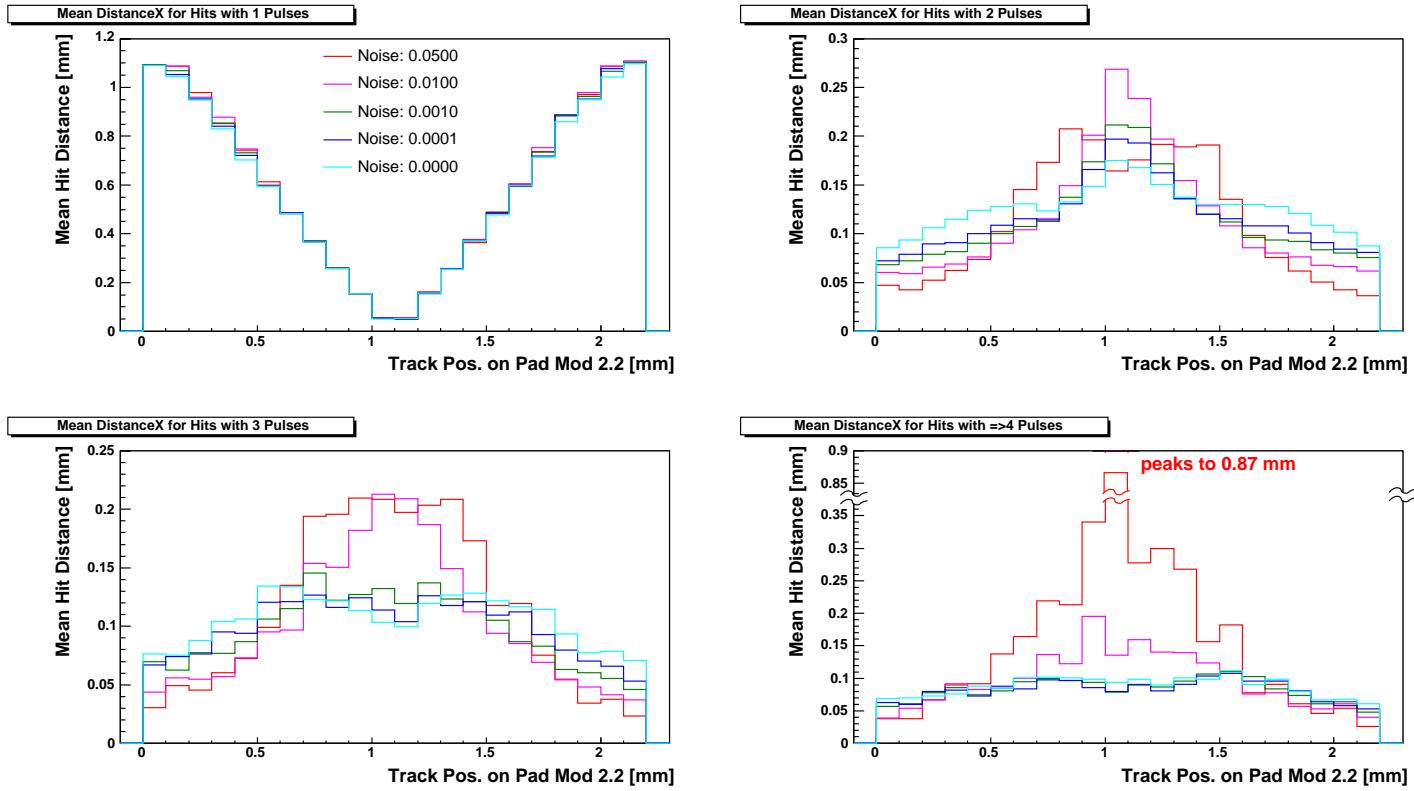 Mean DistanceX for Hits with 1 Pulses
Mean Hit Distance [mm]
1.2
1
0.8
0.6
0.4
0.2
0
Noise: 0.0500
Noise: 0.0100
Noise: 0.0010
Noise: 0.0001
Noise: 0.0000
0 0.5 1 1.5 2
Track Pos. on Pad Mod 2.2 [mm]
Mean DistanceX for Hits with 2 Pulses
Mean Hit Distance [mm]
0.3
0.25
0.2
0.15
0.1
0.05
0
0 0.5 1 1.5 2
Track Pos. on Pad Mod 2.2 [mm]
Mean DistanceX for Hits with 3 Pulses
Mean Hit Distance [mm]
0.25
0.2
0.15
0.1
0.05
0
0 0.5 1 1.5 2
Track Pos. on Pad Mod 2.2 [mm]
Mean DistanceX for Hits with =>4 Pulses
Mean Hit Distance [mm]
0.9
0.85
0.35
0.3
0.25
0.2
0.15
0.1
0.05
0
peaks to 0.87 mm
0 0.5 1 1.5 2
Track Pos. on Pad Mod 2.2 [mm]